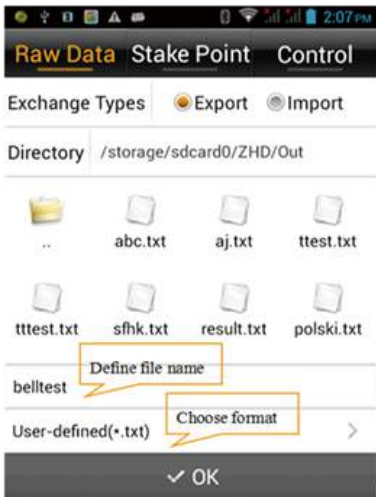 2:07 PM
Raw Data Stake Point Control
Exchange Types Export Import
Directory /storage/sdcard0/ZHD/Out
.. abc.txt aj.txt ttest.txt
tttest.txt sfhk.txt result.txt polski.txt
Define file name
belltest
Choose format
User-defined(*.txt)
OK